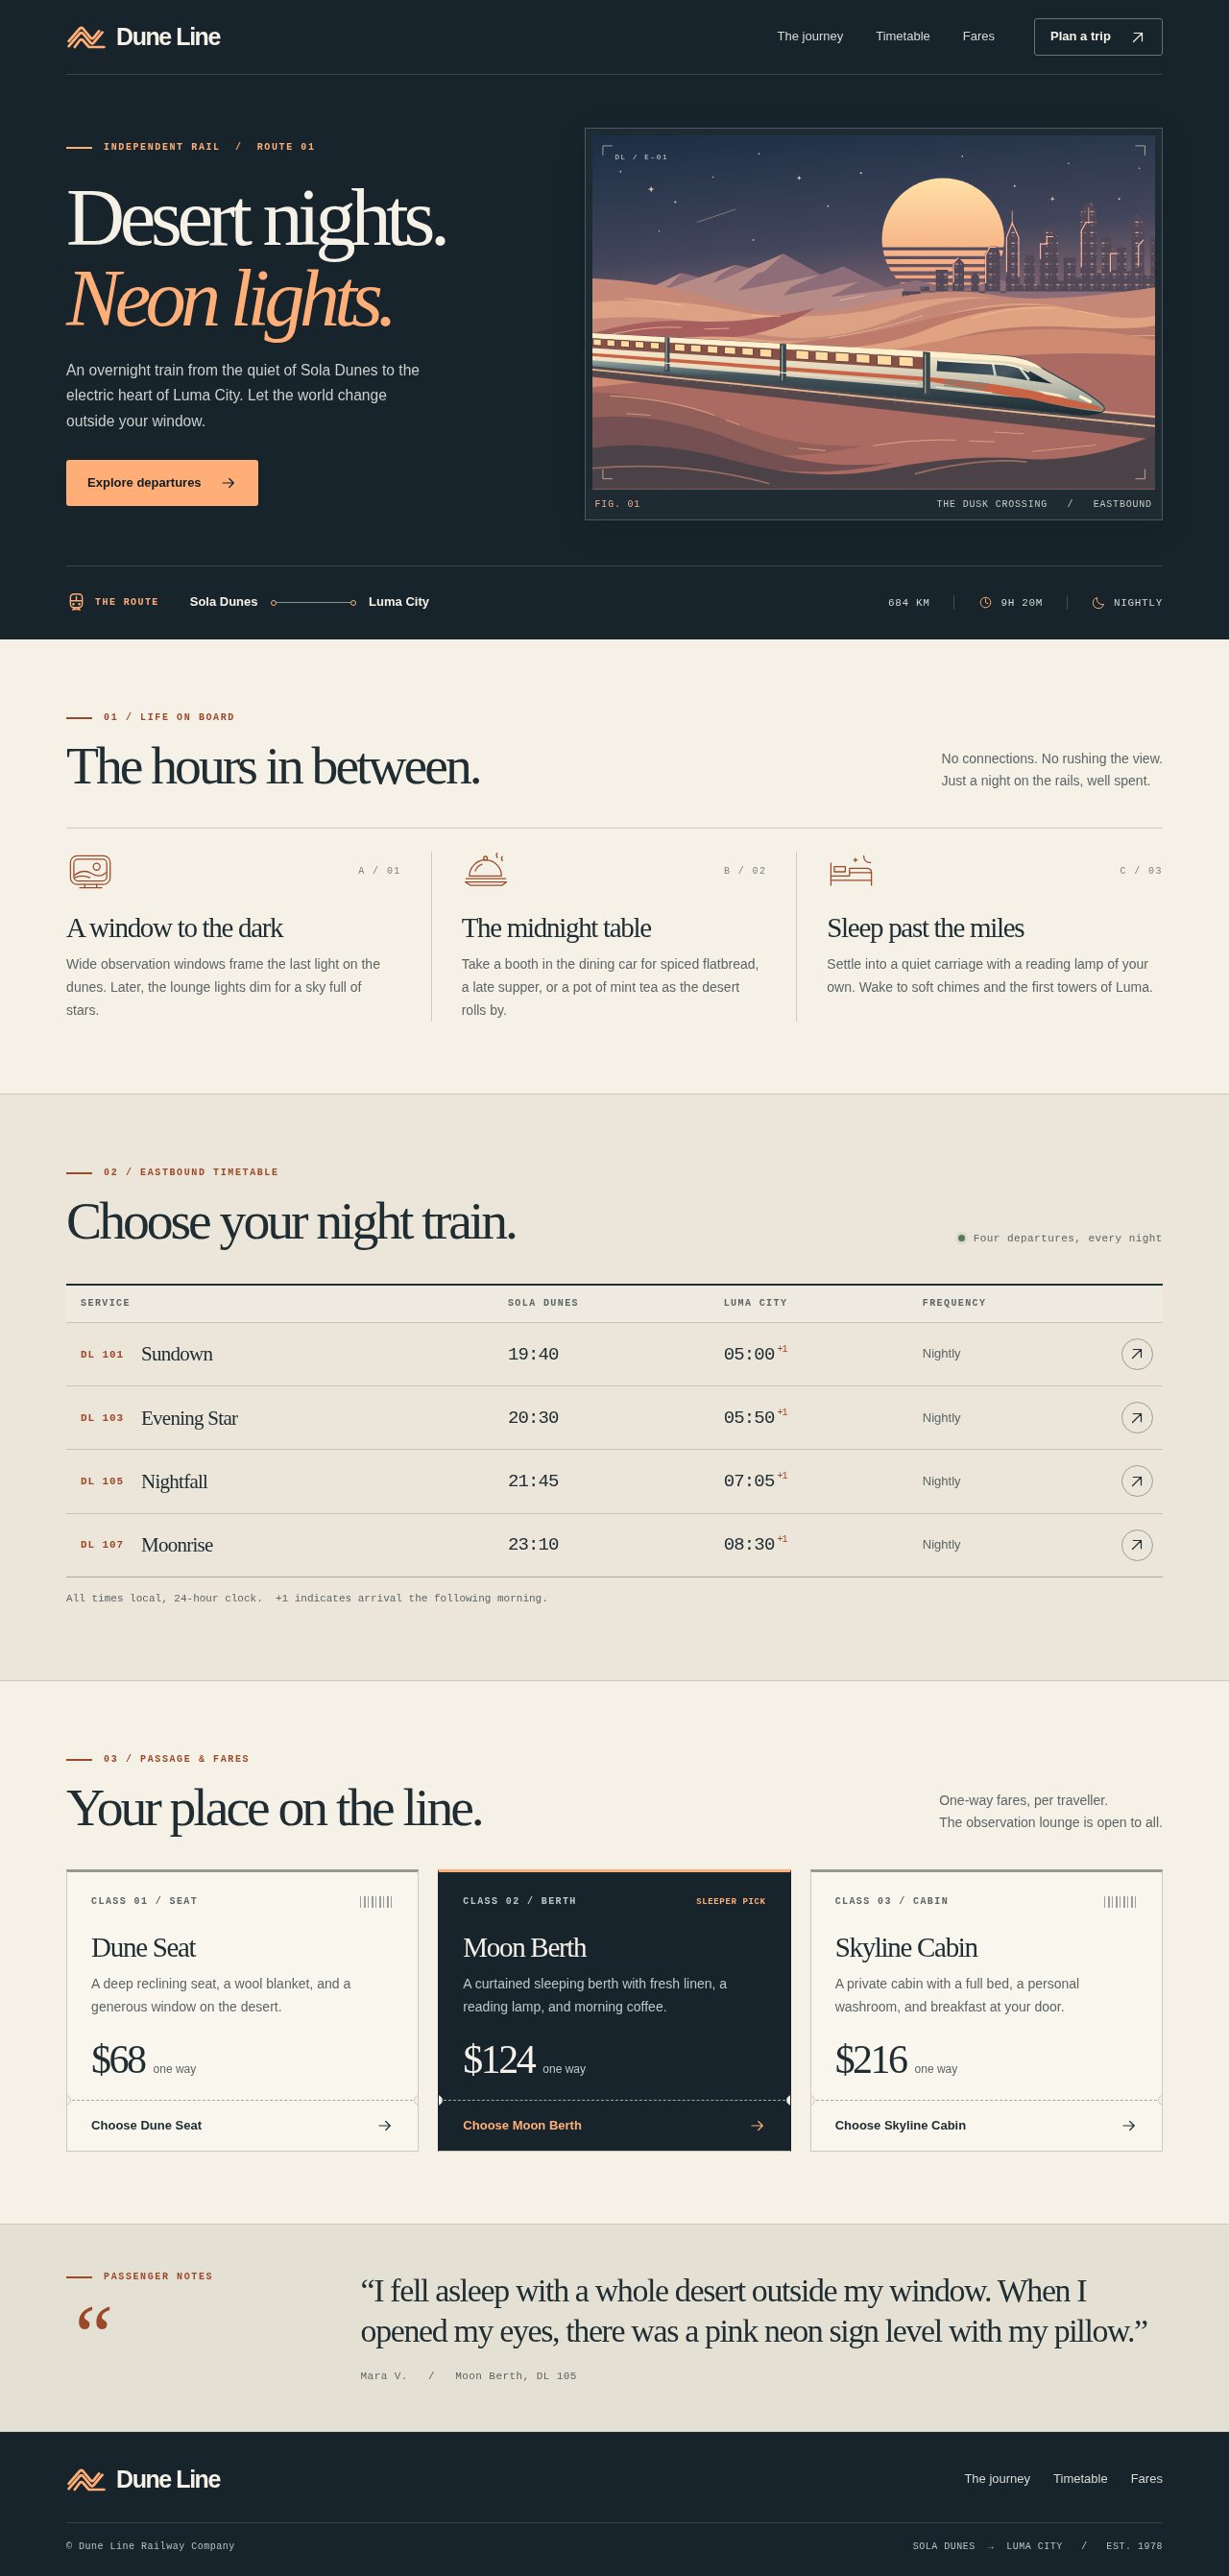 Dune Line
The journey
Timetable
Fares
Plan a trip
INDEPENDENT RAIL / ROUTE 01
Desert nights.
Neon lights.
An overnight train from the quiet of Sola Dunes to the
electric heart of Luma City. Let the world change
outside your window.
Explore departures
DL / E-01
FIG. 01
THE DUSK CROSSING / EASTBOUND
THE ROUTE
Sola Dunes
Luma City
684 KM
9H 20M
NIGHTLY
01 / LIFE ON BOARD
The hours in between.
No connections. No rushing the view.
Just a night on the rails, well spent.
A / 01
A window to the dark
Wide observation windows frame the last light on the
dunes. Later, the lounge lights dim for a sky full of
stars.
B / 02
The midnight table
Take a booth in the dining car for spiced flatbread,
a late supper, or a pot of mint tea as the desert
rolls by.
C / 03
Sleep past the miles
Settle into a quiet carriage with a reading lamp of your
own. Wake to soft chimes and the first towers of Luma.
02 / EASTBOUND TIMETABLE
Choose your night train.
Four departures, every night
SERVICE SOLA DUNES LUMA CITY FREQUENCY
DL 101 Sundown 19:40 05:00 +1 Nightly
DL 103 Evening Star 20:30 05:50 +1 Nightly
DL 105 Nightfall 21:45 07:05 +1 Nightly
DL 107 Moonrise 23:10 08:30 +1 Nightly
All times local, 24-hour clock. +1 indicates arrival the following morning.
03 / PASSAGE & FARES
Your place on the line.
One-way fares, per traveller.
The observation lounge is open to all.
CLASS 01 / SEAT
Dune Seat
A deep reclining seat, a wool blanket, and a
generous window on the desert.
$68 one way
Choose Dune Seat
CLASS 02 / BERTH
SLEEPER PICK
Moon Berth
A curtained sleeping berth with fresh linen, a
reading lamp, and morning coffee.
$124 one way
Choose Moon Berth
CLASS 03 / CABIN
Skyline Cabin
A private cabin with a full bed, a personal
washroom, and breakfast at your door.
$216 one way
Choose Skyline Cabin
PASSENGER NOTES
“
“I fell asleep with a whole desert outside my window. When I
opened my eyes, there was a pink neon sign level with my pillow.”
Mara V. / Moon Berth, DL 105
Dune Line
The journey
Timetable
Fares
© Dune Line Railway Company
SOLA DUNES → LUMA CITY / EST. 1978